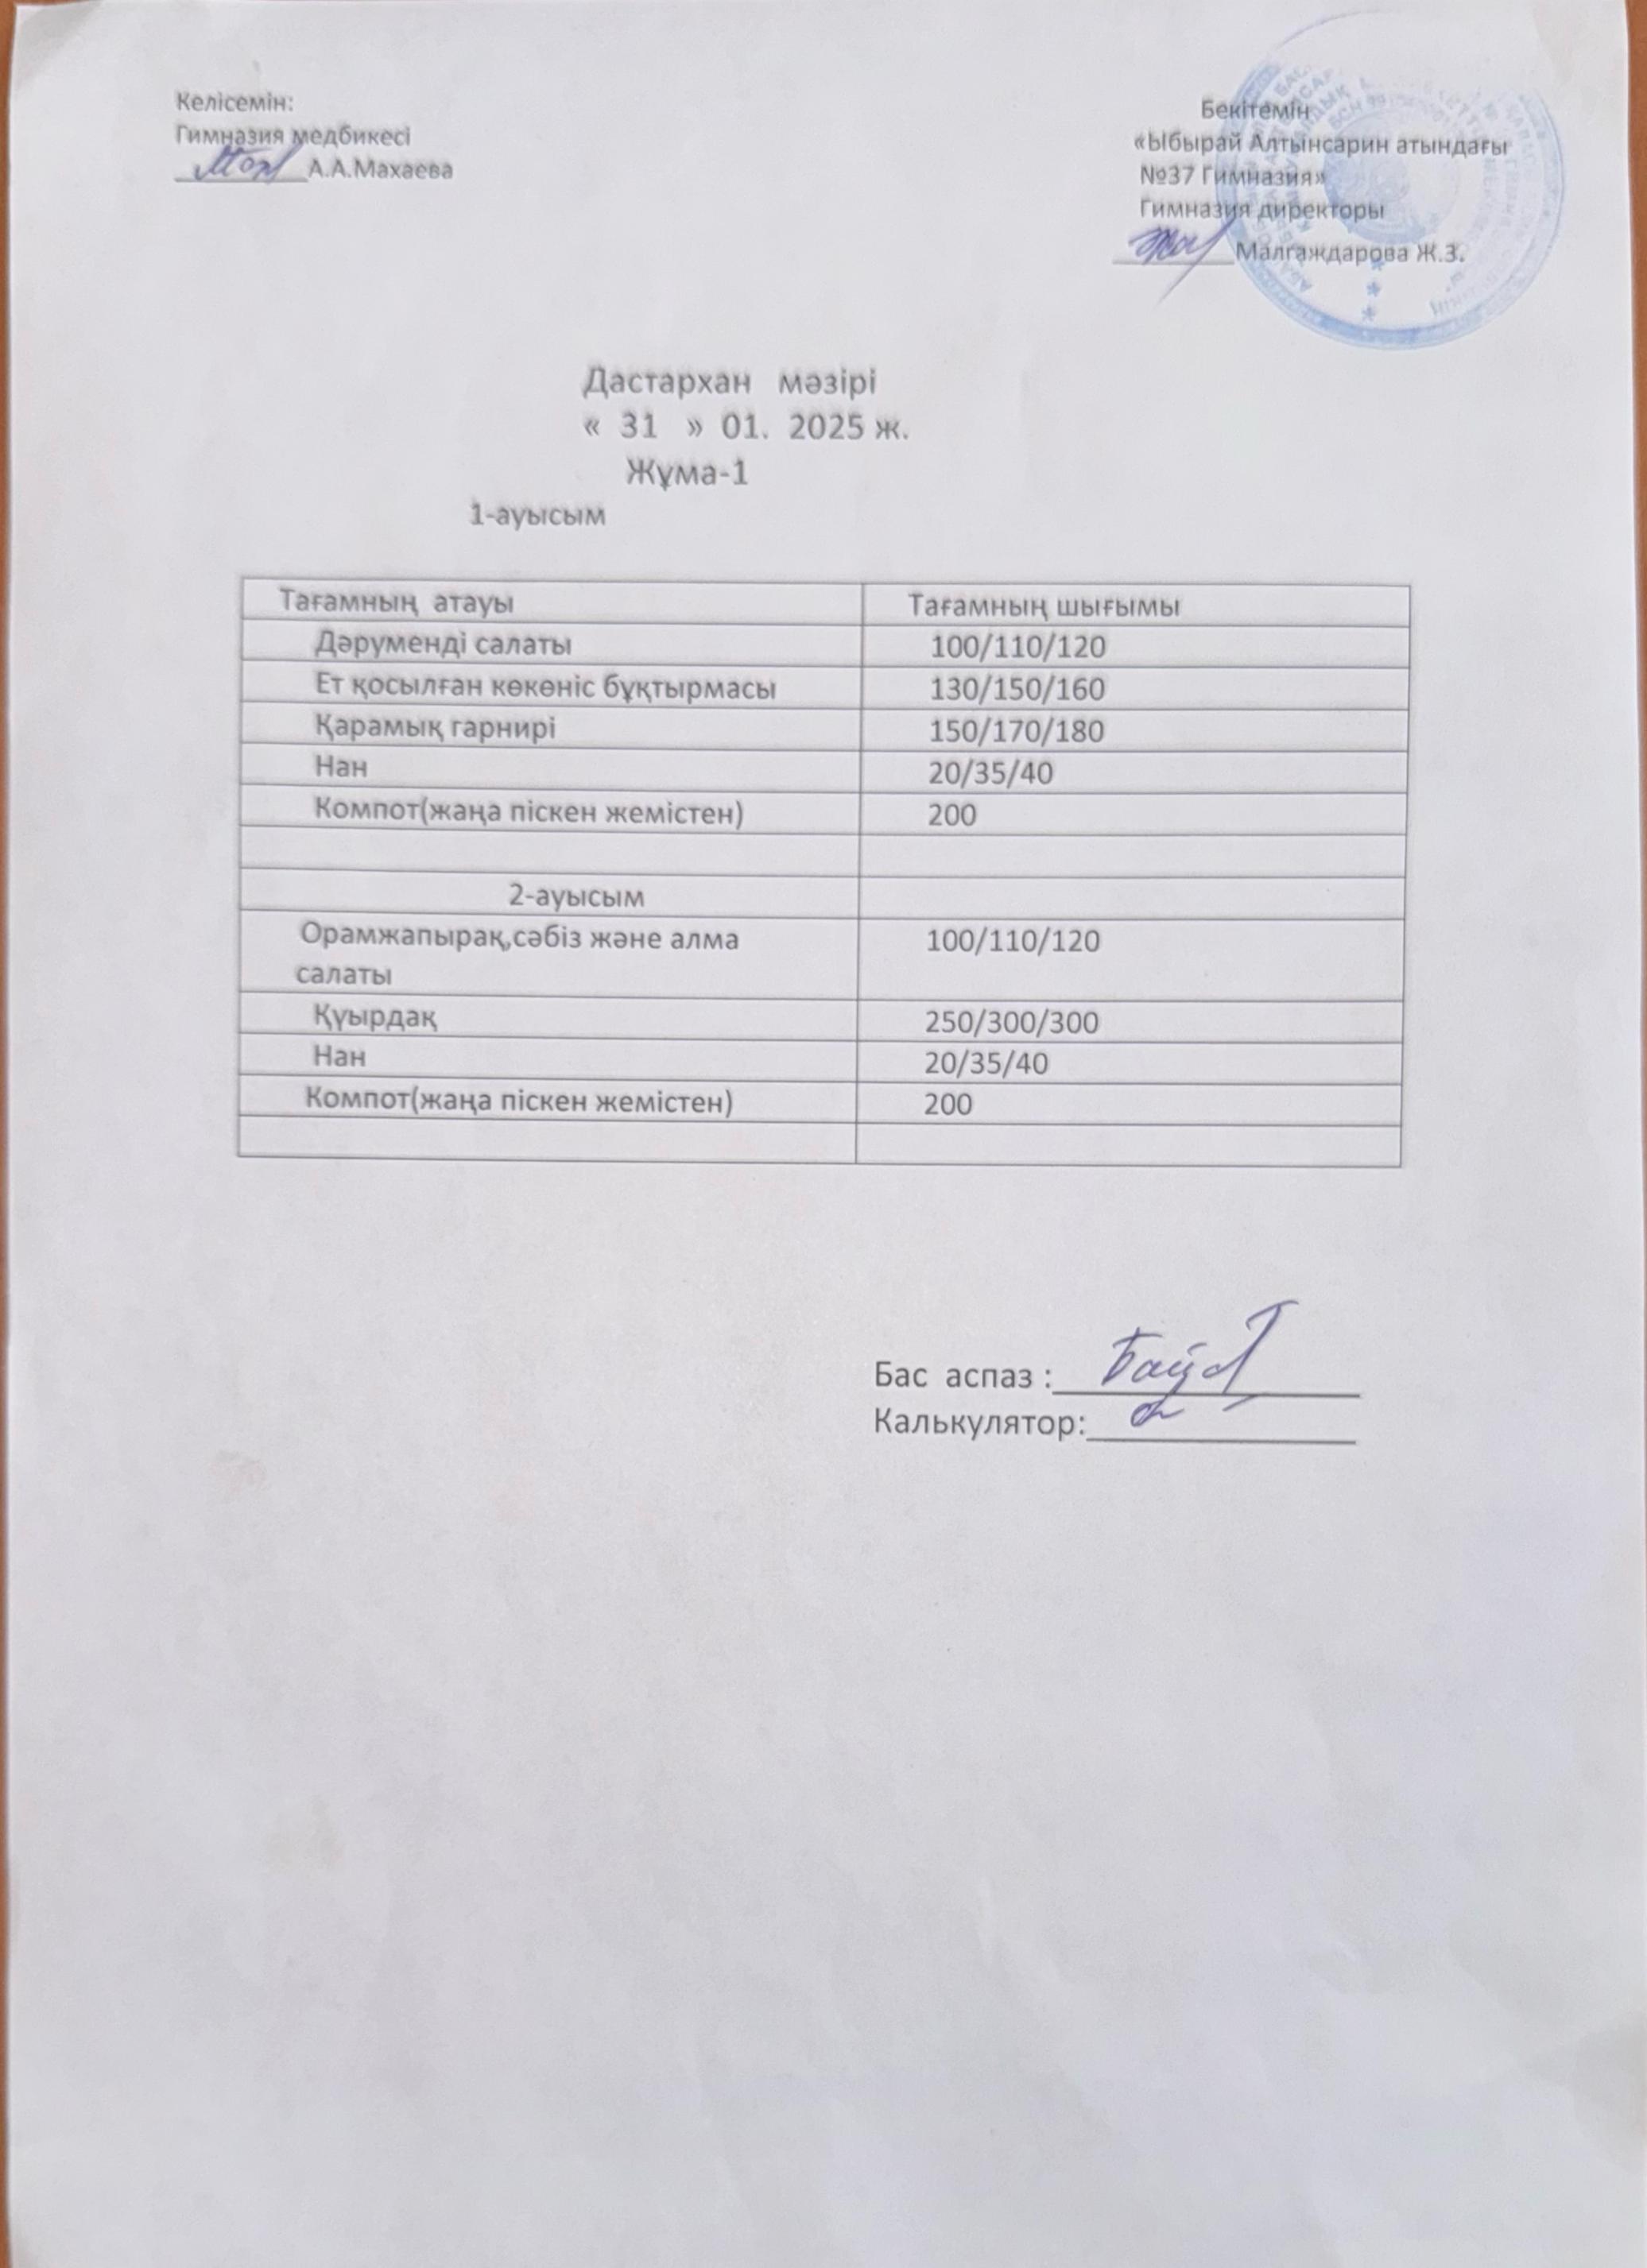 Келісемін:
Гимназия медбикесі
А.А.Махаева
Бекітемін
«Ыбырай Алтынсарин атындағы
№37 Гимназия»
Гимназия директоры
Малгаждарова Ж.З.
Дастархан мәзірі
« 31 » 01. 2025 ж.
Жұма-1
1-ауысым
Тағамның атауы Тағамның шығымы
Дәруменді салаты 100/110/120
Ет қосылған көкөніс бұқтырмасы 130/150/160
Қарамық гарнирі 150/170/180
Нан 20/35/40
Компот(жаңа піскен жемістен) 200
2-ауысым
Орамжапырақ,сәбіз және алма 100/110/120
салаты
Қуырдақ 250/300/300
Нан 20/35/40
Компот(жаңа піскен жемістен) 200
Бас аспаз :
Калькулятор: